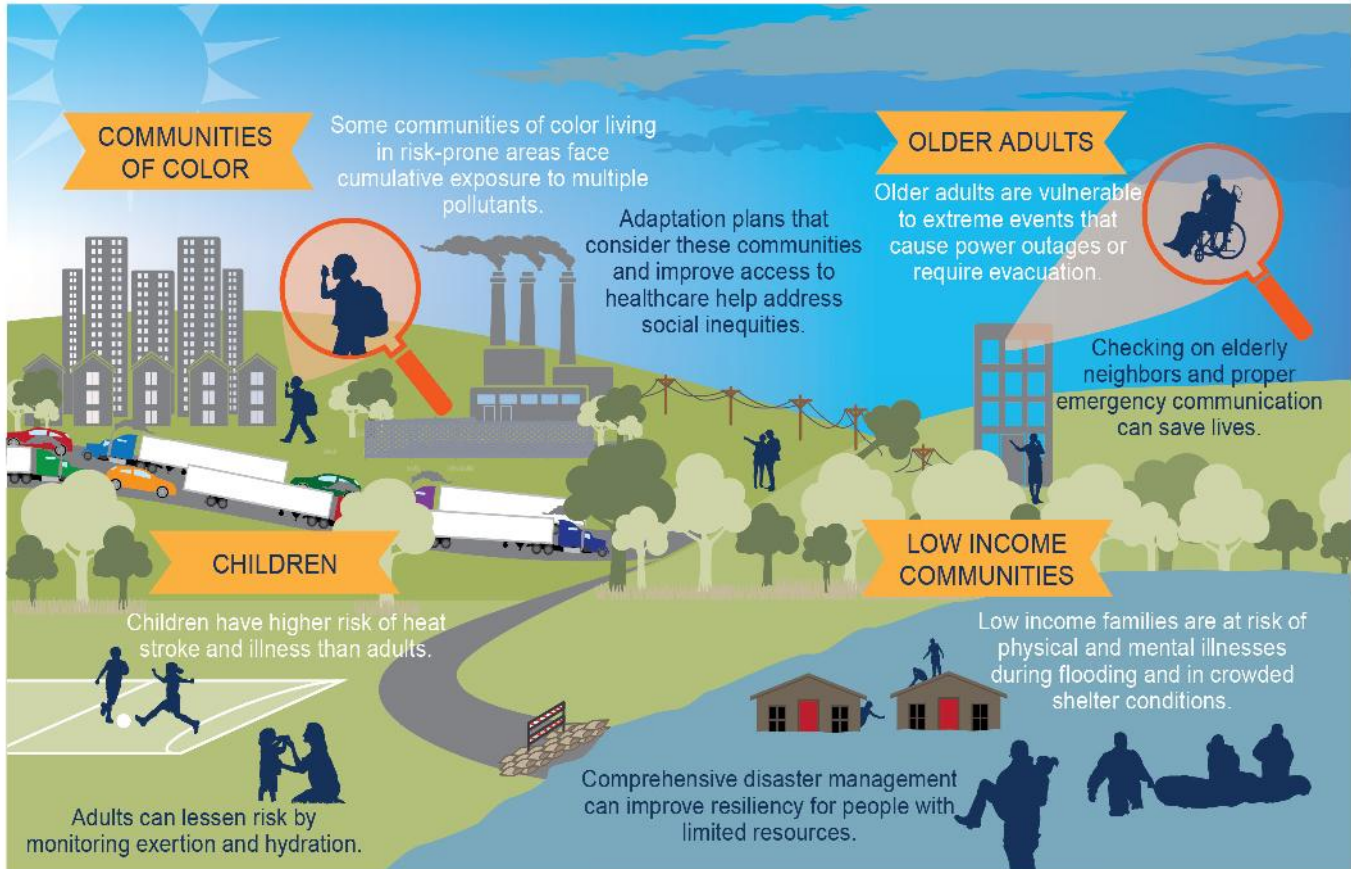 COMMUNITIES
OF COLOR
Some communities of color living
in risk-prone areas face
cumulative exposure to multiple
pollutants.
Adaptation plans that
consider these communities
and improve access to
healthcare help address
social inequities.
OLDER ADULTS
Older adults are vulnerable
to extreme events that
cause power outages or
require evacuation.
Checking on elderly
neighbors and proper
emergency communication
can save lives.
CHILDREN
Children have higher risk of heat
stroke and illness than adults.
Adults can lessen risk by
monitoring exertion and hydration.
LOW INCOME
COMMUNITIES
Low income families are at risk of
physical and mental illnesses
during flooding and in crowded
shelter conditions.
Comprehensive disaster management
can improve resiliency for people with
limited resources.